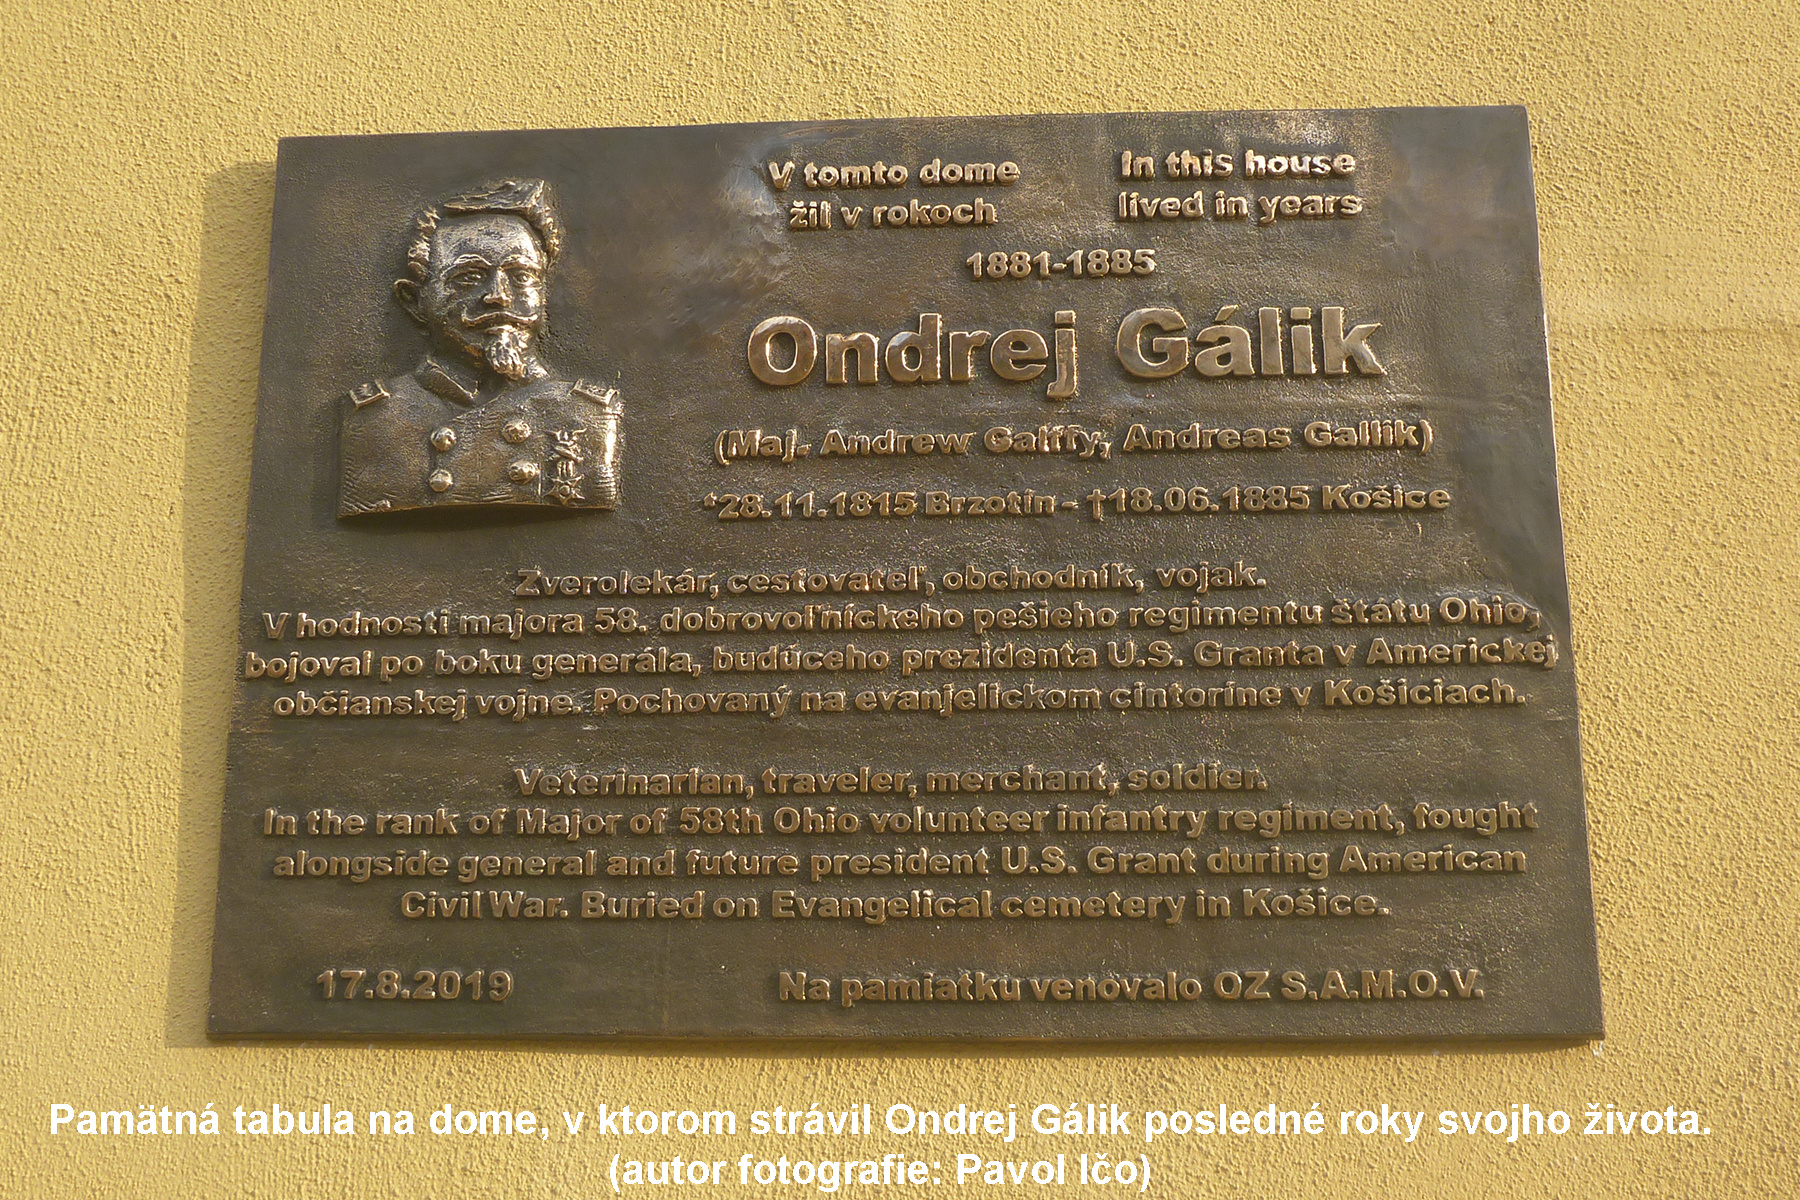 V tomto dome
žil v rokoch
In this house
lived in years
1881-1885
Ondrej Gálik
(Maj. Andrew Galffy, Andreas Gallik)
*28.11.1815 Brzotín - †18.06.1885 Košice
Zverolekár, cestovateľ, obchodník, vojak.
V hodnosti majora 58. dobrovoľníckeho pešieho regimentu štátu Ohio,
bojoval po boku generála, budúceho prezidenta U.S. Granta v Americkej
občianskej vojne. Pochovaný na evanjelickom cintoríne v Košiciach.
Veterinarian, traveler, merchant, soldier.
In the rank of Major of 58th Ohio volunteer infantry regiment, fought
alongside general and future president U.S. Grant during American
Civil War. Buried on Evangelical cemetery in Košice.
17.8.2019
Na pamiatku venovalo OZ S.A.M.O.V.
Pamätná tabula na dome, v ktorom strávil Ondrej Gálik posledné roky svojho života.
(autor fotografie: Pavol Ičo)